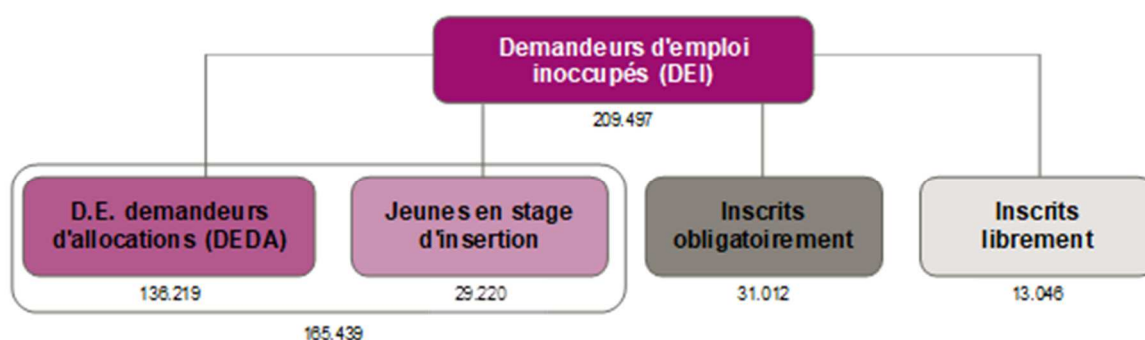 Demandeurs d'emploi
inoccupés (DEI)
209.497
D.E. demandeurs
d'allocations (DEDA)
Jeunes en stage
d'insertion
Inscrits
obligatoirement
Inscrits
librement
136.219
29.220
31.012
13.046
165.439